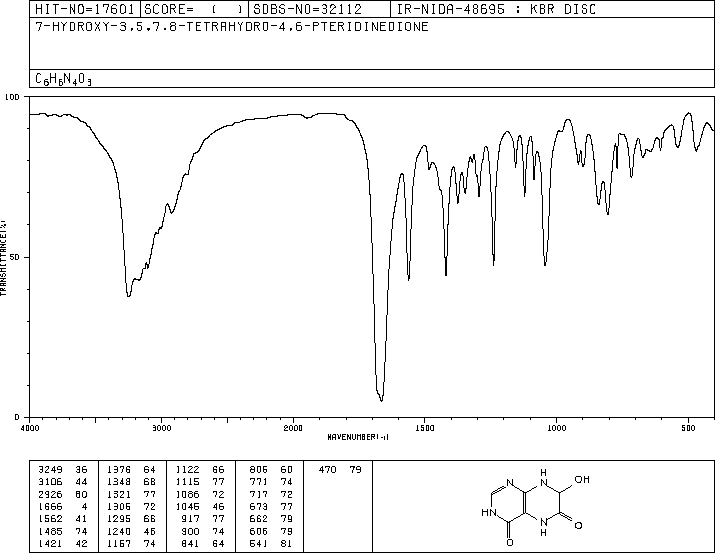 HIT-NO=17601 SCORE= ( ) SDBS-NO=32112 IR-NIDA-48695 : KBR DISC
7-HYDROXY-3,5,7,8-TETRAHYDRO-4,6-PTERIDINEDIONE
C6H6N4O3
100
50
0
TRANSMITTANCE(%)
4000 3000 2000 1500 1000 500
WAVENUMBER(-1)
3249 36 1376 64 1122 66 806 60 470 79
3106 44 1348 68 1115 77 771 74
2926 60 1321 77 1086 72 717 72
1666 4 1306 72 1045 46 673 77
1562 41 1295 66 917 77 662 79
1485 74 1240 46 900 74 606 79
1421 42 1157 74 841 64 541 81
N
H
N
OH
HN
N
H
O
O